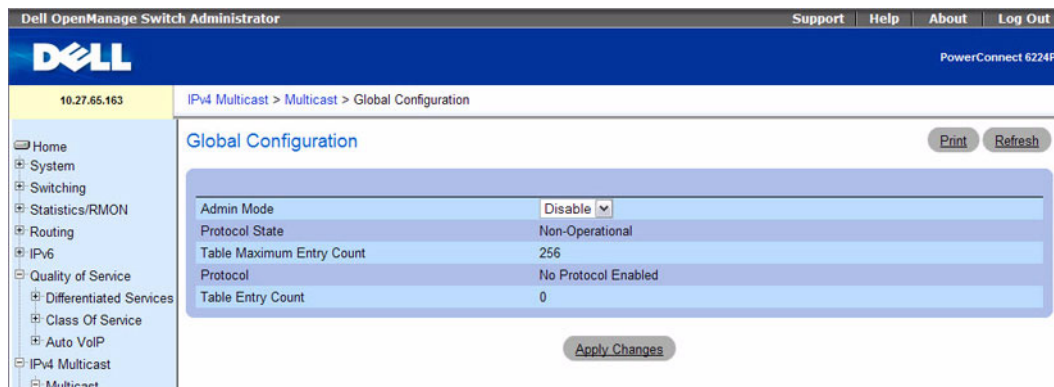 Dell OpenManage Switch Administrator
Support
Help
About
Log Out
DELL
PowerConnect 6224P
10.27.65.163
IPv4 Multicast > Multicast > Global Configuration
Home
System
Switching
Statistics/RMON
Routing
IPv6
Quality of Service
Differentiated Services
Class Of Service
Auto VoIP
IPv4 Multicast
Multicast
Global Configuration
Print
Refresh
Admin Mode Disable
Protocol State Non-Operational
Table Maximum Entry Count 256
Protocol No Protocol Enabled
Table Entry Count 0
Apply Changes